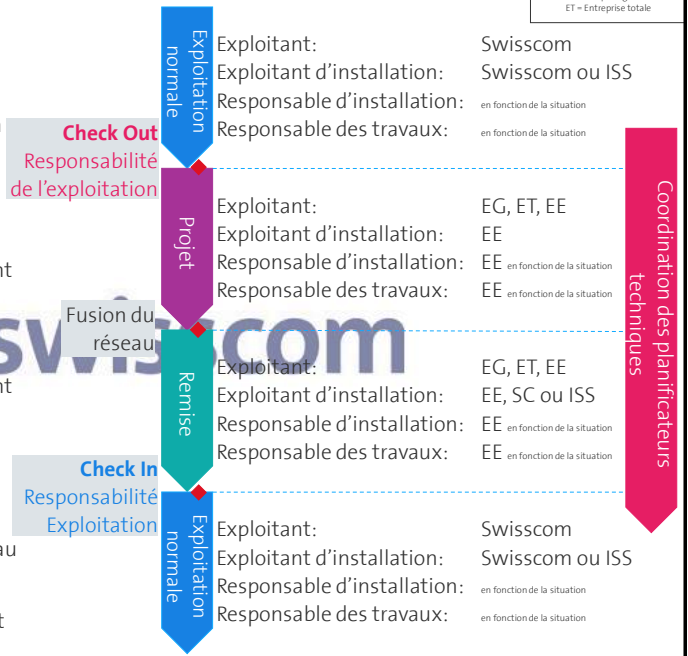 ET = Entreprise totale
Exploitation
normale
Exploitant: Swisscom
Exploitant d'installation: Swisscom ou ISS
Responsable d'installation: en fonction de la situation
Responsable des travaux: en fonction de la situation
Check Out
Responsabilité
de l'exploitation
Projet
Exploitant: EG, ET, EE
Exploitant d'installation: EE
Responsable d'installation: EE en fonction de la situation
Responsable des travaux: EE en fonction de la situation
nt
Fusion du
réseau
swisscom
Remise
Exploitant: EG, ET, EE
Exploitant d'installation: EE, SC ou ISS
Responsable d'installation: EE en fonction de la situation
Responsable des travaux: EE en fonction de la situation
nt
Check In
Responsabilité
Exploitation
au
t
Exploitation
normale
Exploitant: Swisscom
Exploitant d'installation: Swisscom ou ISS
Responsable d'installation: en fonction de la situation
Responsable des travaux: en fonction de la situation
Coordination des planificateurs
techniques